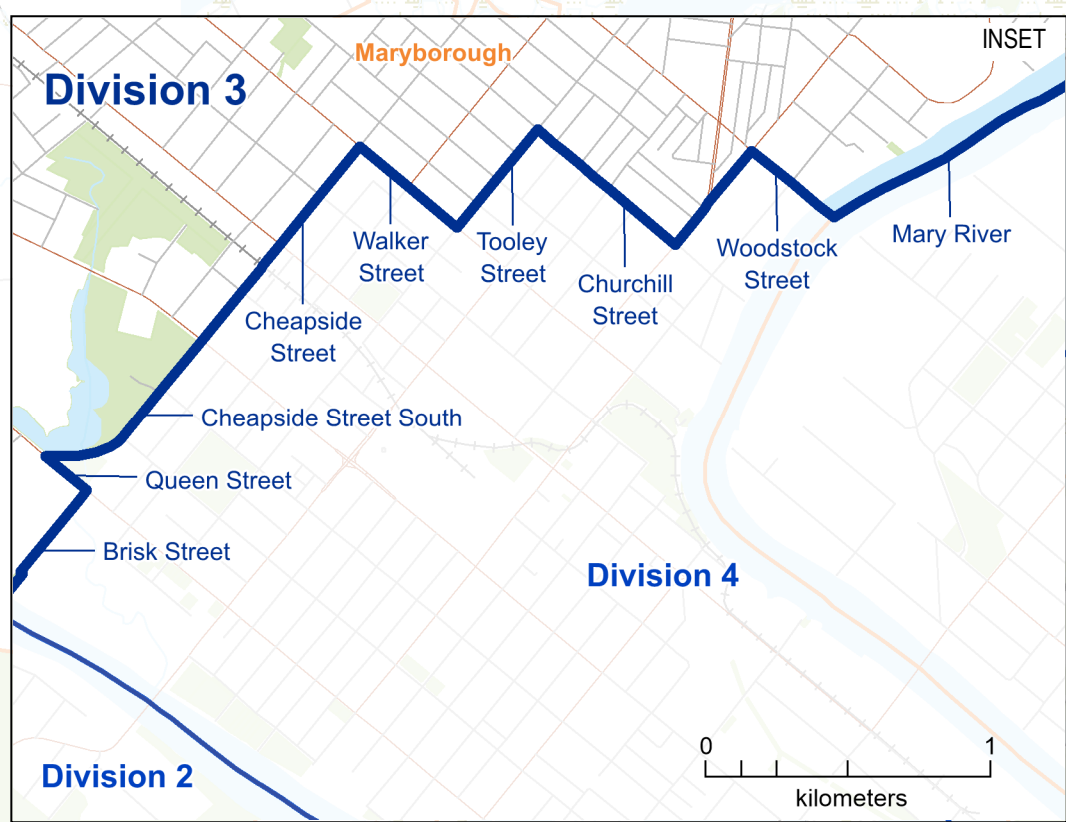 INSET
Maryborough
Division 3
Walker
Street
Tooley
Street
Mary River
Woodstock
Street
Churchill
Street
Cheapside
Street
Cheapside Street South
Queen Street
Brisk Street
Division 4
0 1
kilometers
Division 2